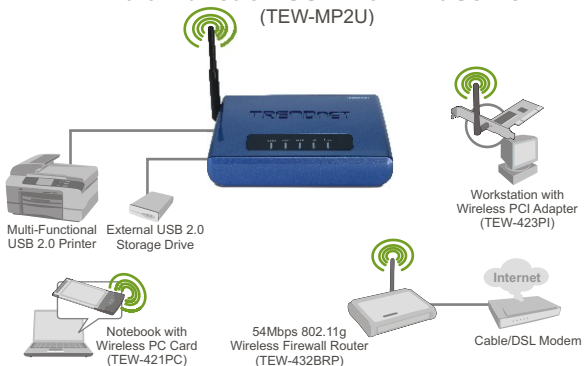 (TEW-MP2U)
TRENDNET
Multi-Functional
USB 2.0 Printer
External USB 2.0
Storage Drive
Workstation with
Wireless PCI Adapter
(TEW-423PI)
Internet
Notebook with
Wireless PC Card
(TEW-421PC)
54Mbps 802.11g
Wireless Firewall Router
(TEW-432BRP)
Cable/DSL Modem